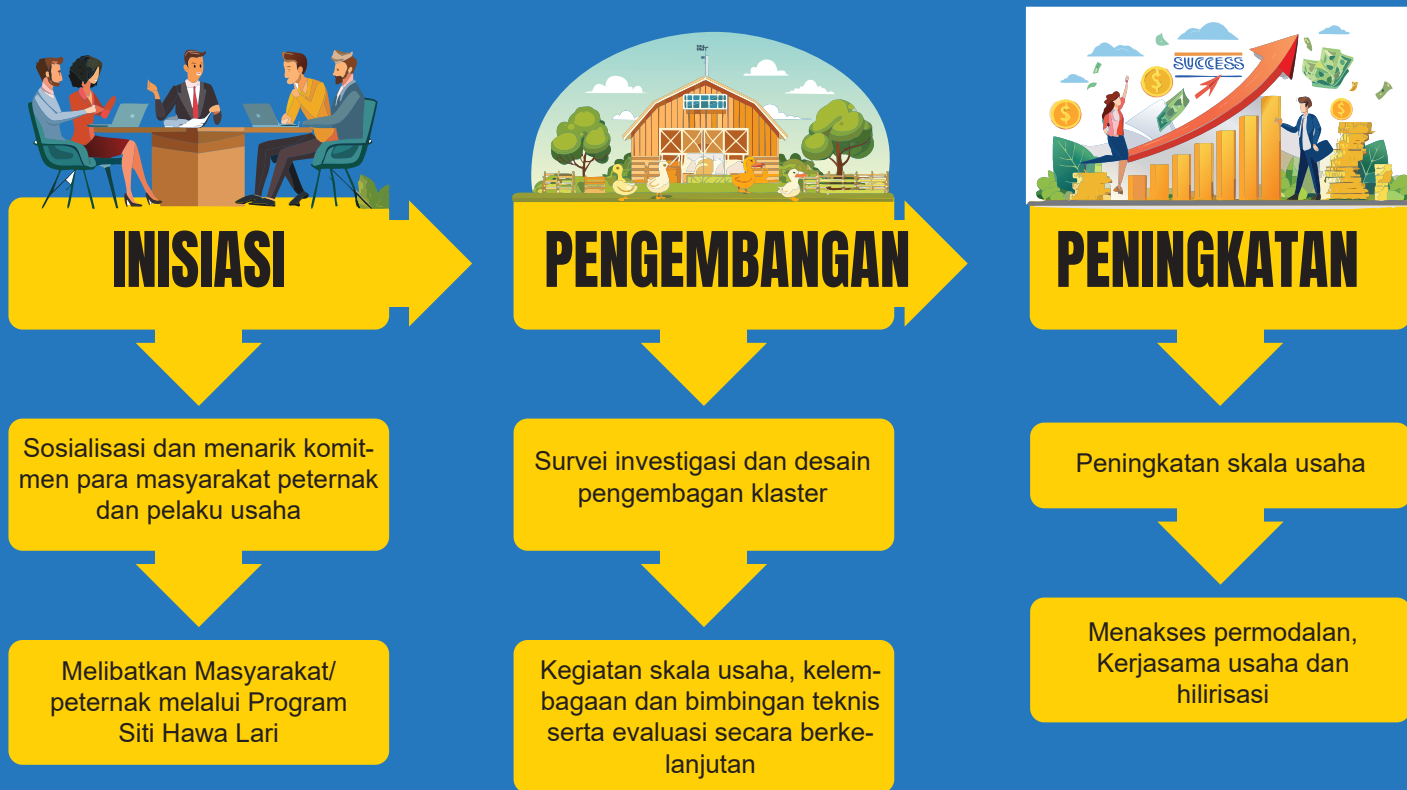 SUCCESS
INISIASI
Sosialisasi dan menarik komit-
men para masyarakat peternak
dan pelaku usaha
Melibatkan Masyarakat/
peternak melalui Program
Siti Hawa Lari
PENGEMBANGAN
Survei investigasi dan desain
pengembagan klaster
Kegiatan skala usaha, kelem-
bagaan dan bimbingan teknis
serta evaluasi secara berke-
lanjutan
PENINGKATAN
Peningkatan skala usaha
Menakses permodalan,
Kerjasama usaha dan
hilirisasi